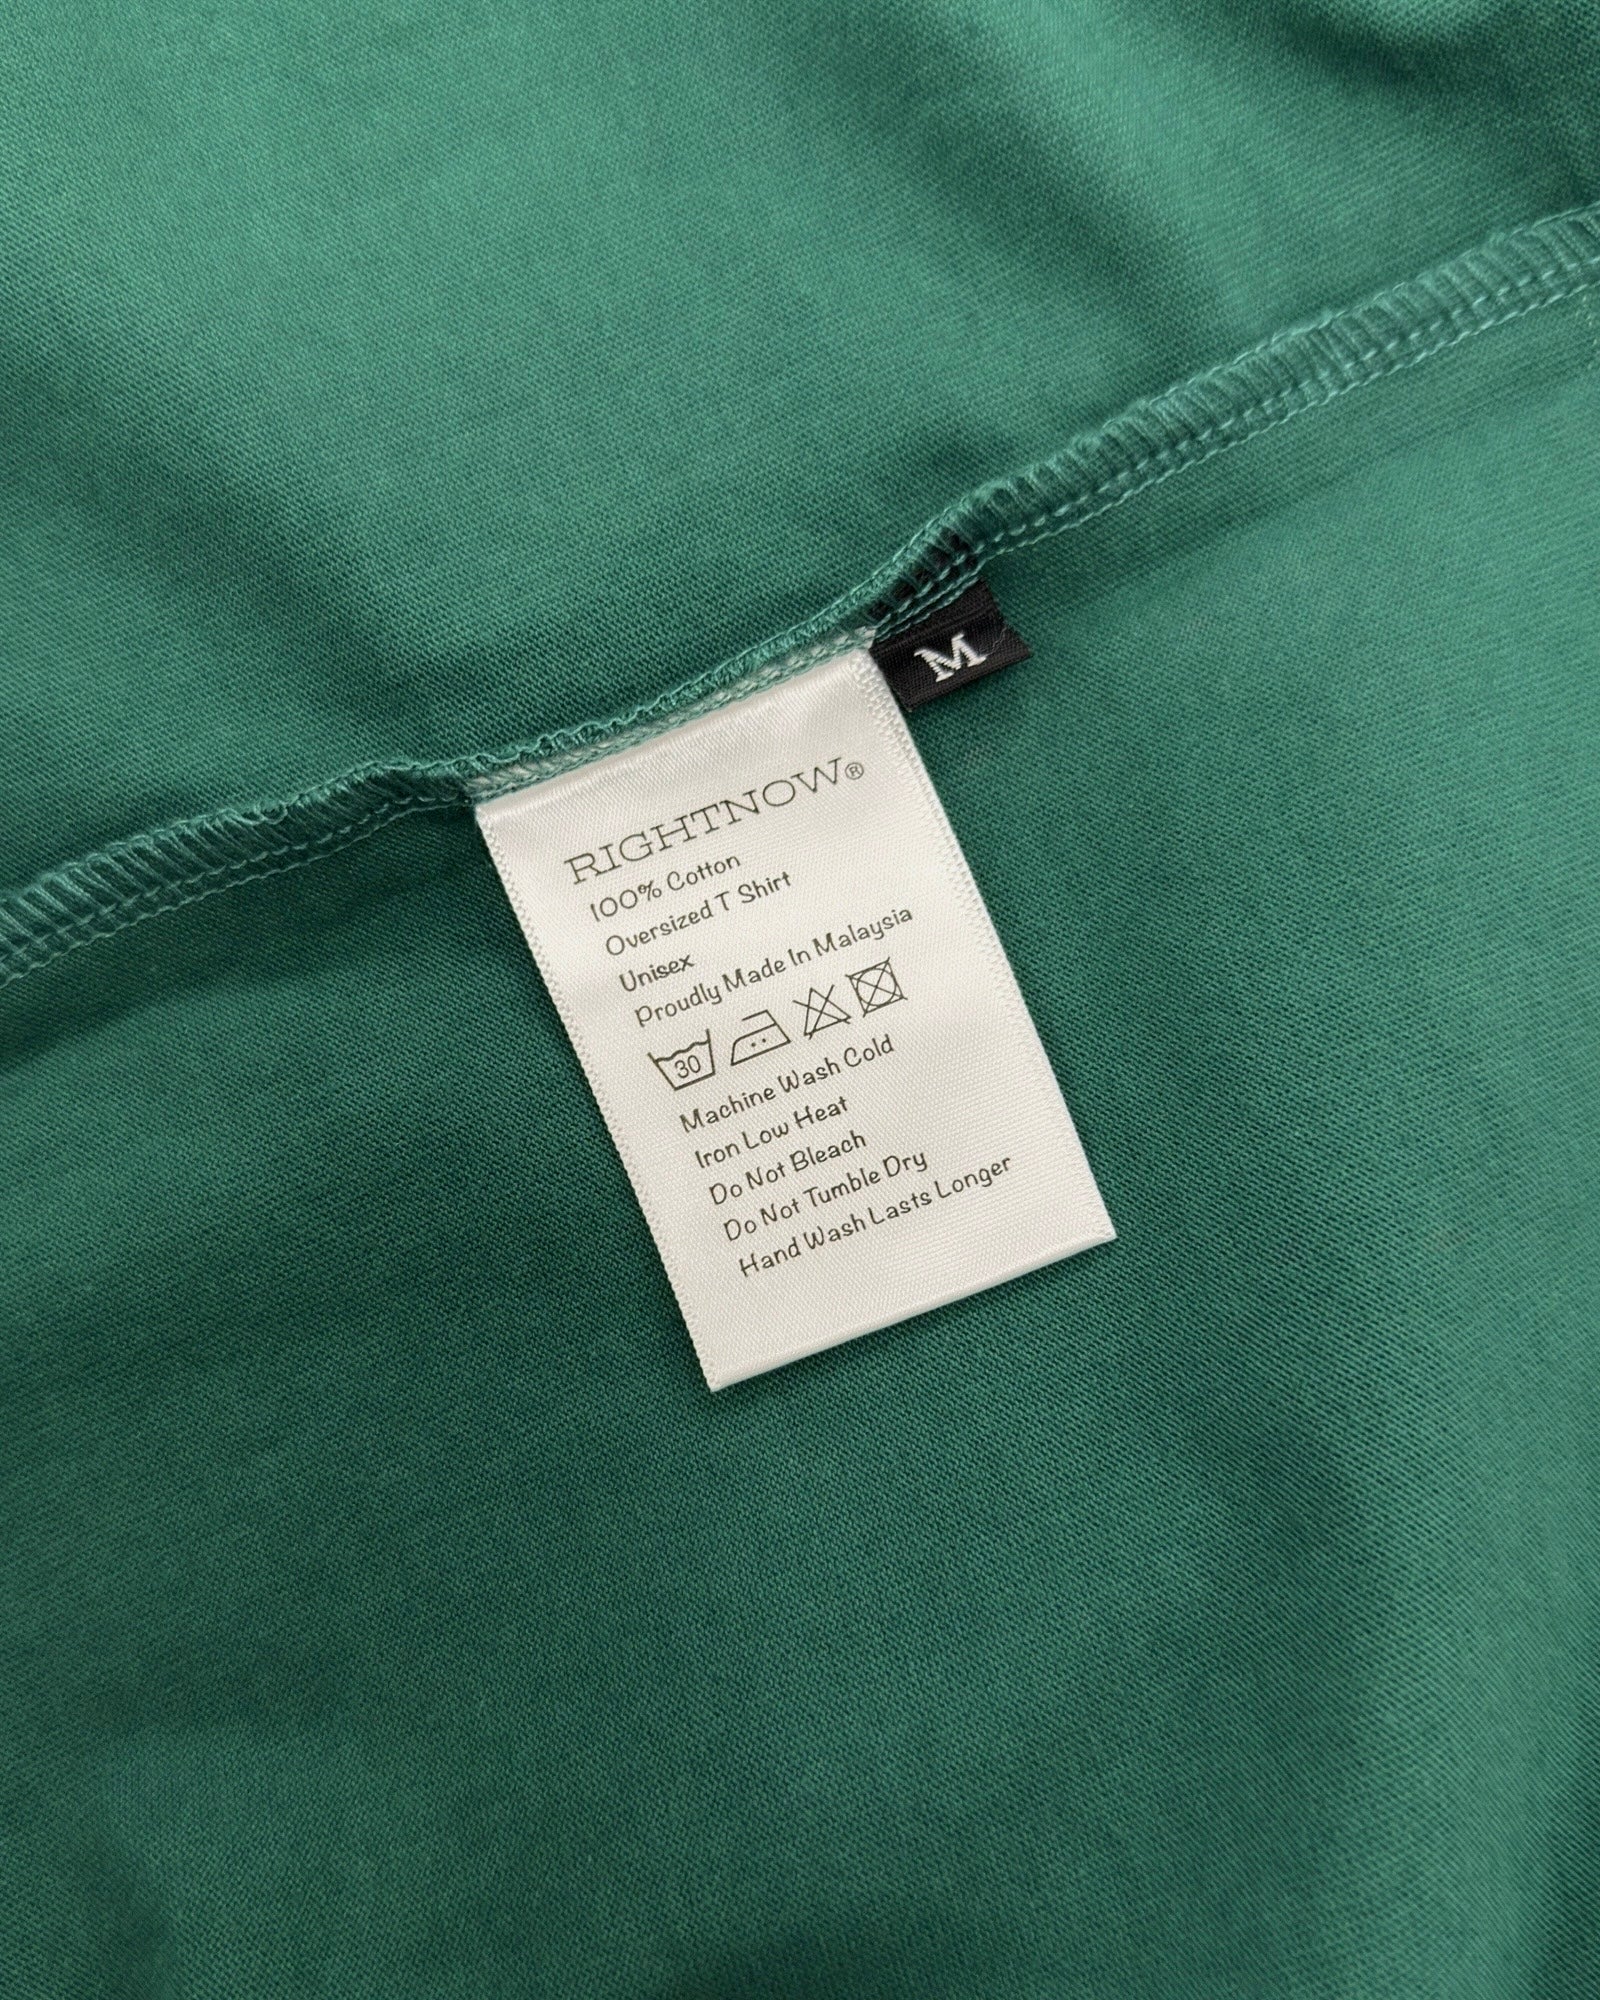 M
RIGHTNOW®
100% Cotton
Oversized T Shirt
Unisex
Proudly Made In Malaysia
30
Machine Wash Cold
Iron Low Heat
Do Not Bleach
Do Not Tumble Dry
Hand Wash Lasts Longer